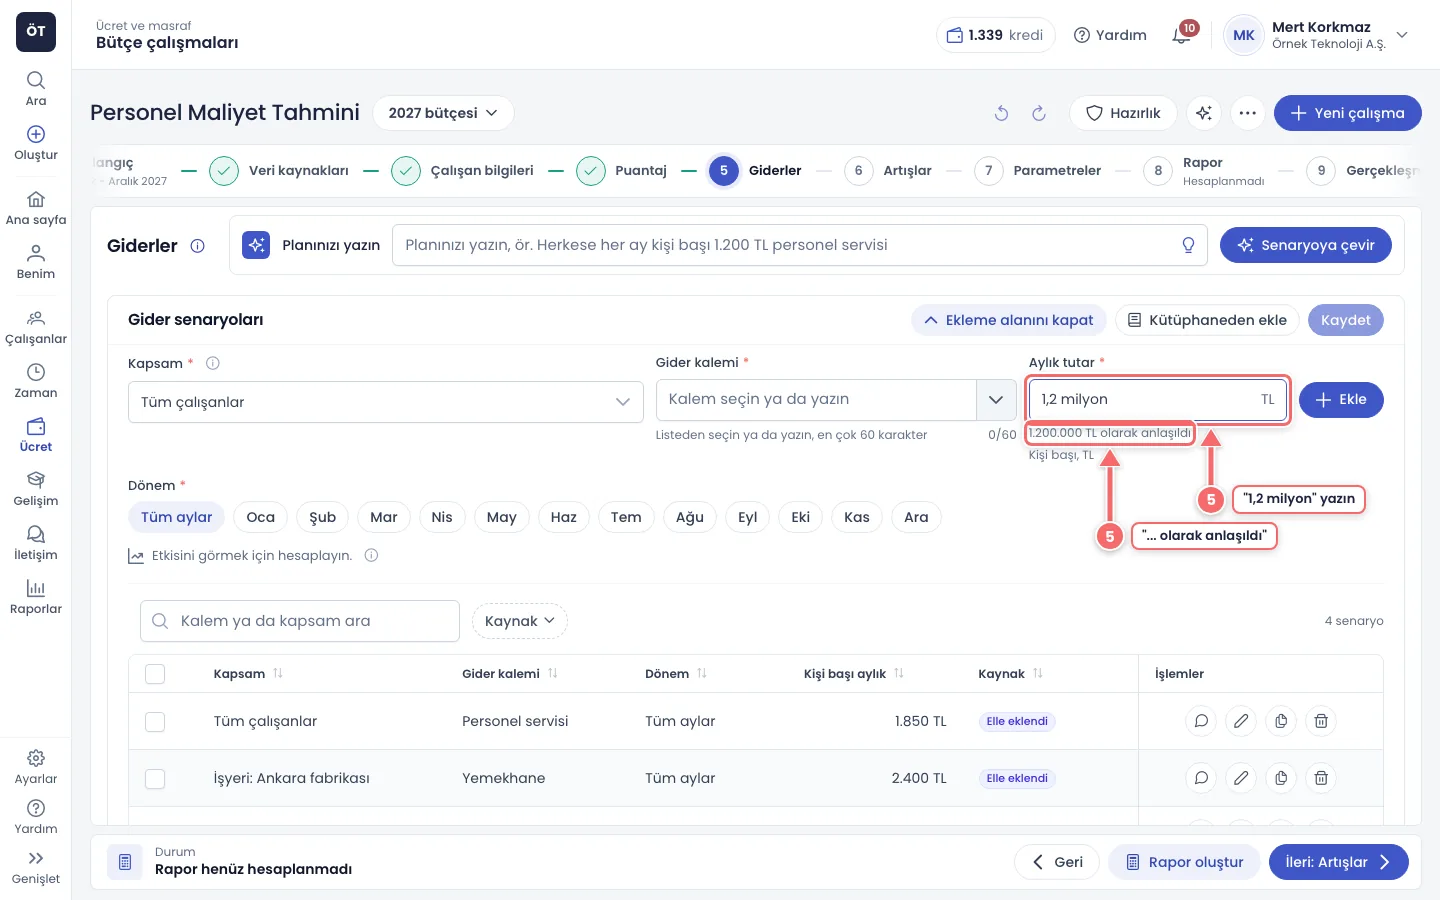 ÖT
Ara
Oluştur
Ana sayfa
Benim
Çalışanlar
Zaman
Ücret
Gelişim
İletişim
Raporlar
Ayarlar
Yardım
Genişlet
Ücret ve masraf
Bütçe çalışmaları
1.339 kredi
Yardım
10
MK
Mert Korkmaz
Örnek Teknoloji A.Ş.
Personel Maliyet Tahmini
2027 bütçesi
Hazırlık
Yeni çalışma
langıç
- Aralık 2027
Veri kaynakları
Çalışan bilgileri
Puantaj
5 Giderler
6 Artışlar
7 Parametreler
8 Rapor
Hesaplanmadı
9 Gerçekleşm
Giderler
Planınızı yazın
Planınızı yazın, ör. Herkese her ay kişi başı 1.200 TL personel servisi
Senaryoya çevir
Gider senaryoları
Ekleme alanını kapat
Kütüphaneden ekle
Kaydet
Kapsam *
Tüm çalışanlar
Gider kalemi *
Kalem seçin ya da yazın
Listeden seçin ya da yazın, en çok 60 karakter
0/60
Aylık tutar *
1,2 milyon TL
1.200.000 TL olarak anlaşıldı
Kişi başı, TL
Ekle
5 "1,2 milyon" yazın
5 "... olarak anlaşıldı"
Dönem *
Tüm aylar Oca Şub Mar Nis May Haz Tem Ağu Eyl Eki Kas Ara
Etkisini görmek için hesaplayın.
Kalem ya da kapsam ara
Kaynak
4 senaryo
Kapsam Gider kalemi Dönem Kişi başı aylık Kaynak İşlemler
Tüm çalışanlar Personel servisi Tüm aylar 1.850 TL Elle eklendi
İşyeri: Ankara fabrikası Yemekhane Tüm aylar 2.400 TL Elle eklendi
Durum
Rapor henüz hesaplanmadı
Geri
Rapor oluştur
İleri: Artışlar